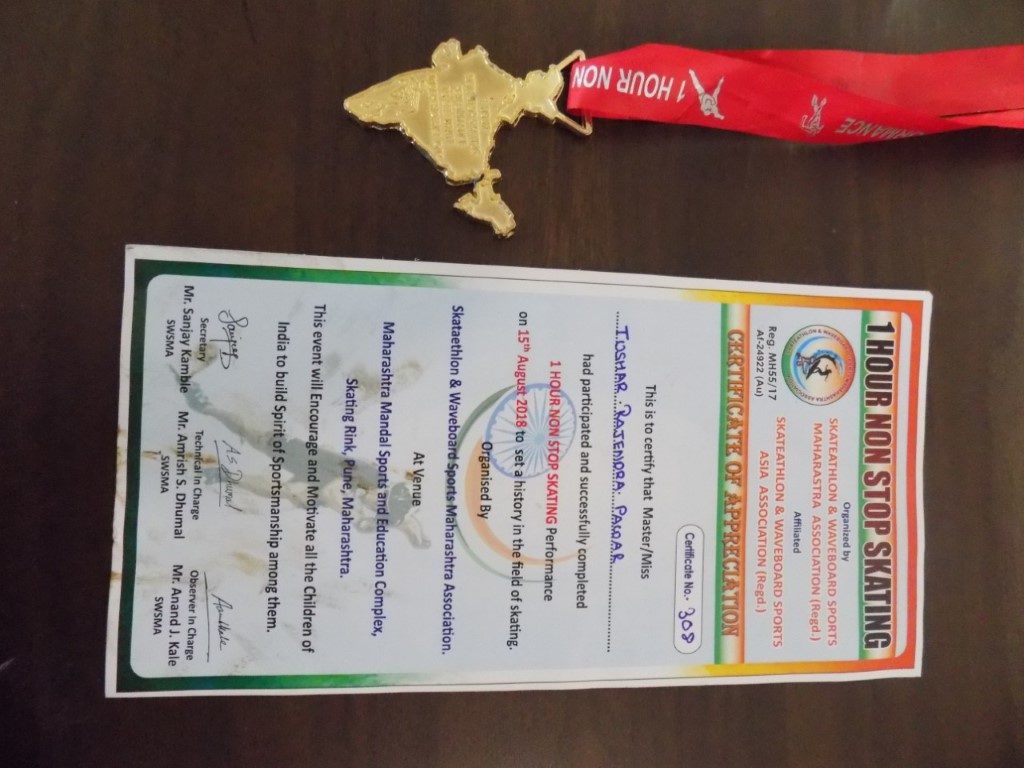 1 HOUR NON
RMANCE
1 HOUR NON STOP SKATING
Organized by
SKATEATHLON & WAVEBOARD SPORTS
MAHARASTRA ASSOCIATION (Regd.)
Affiliated
SKATEATHLON & WAVEBOARD SPORTS
ASIA ASSOCIATION (Regd.)
Reg- MH55/17
Af-24922 (Au)
CERTIFICATE OF APPRECIATION
Certificate No.- 308
This is to certify that Master/Miss
RAJENDRA PAWAR
had participated and successfully completed
1 HOUR NON STOP SKATING Performance
on 15th August 2018 to set a history in the field of skating.
Organised By
Skataethlon & Waveboard Sports Maharashtra Association.
At Venue
Maharashtra Mandal Sports and Education Complex,
Skating Rink, Pune, Maharashtra.
This event will Encourage and Motivate all the Children of
India to build Spirit of Sportsmanship among them.
Secretary
Mr. Sanjay Kamble
SWSMA
A S Dhumal
Technical In Charge
Mr. Amrish S. Dhumal
SWSMA
Observer in Charge
Mr. Anand J. Kale
SWSMA